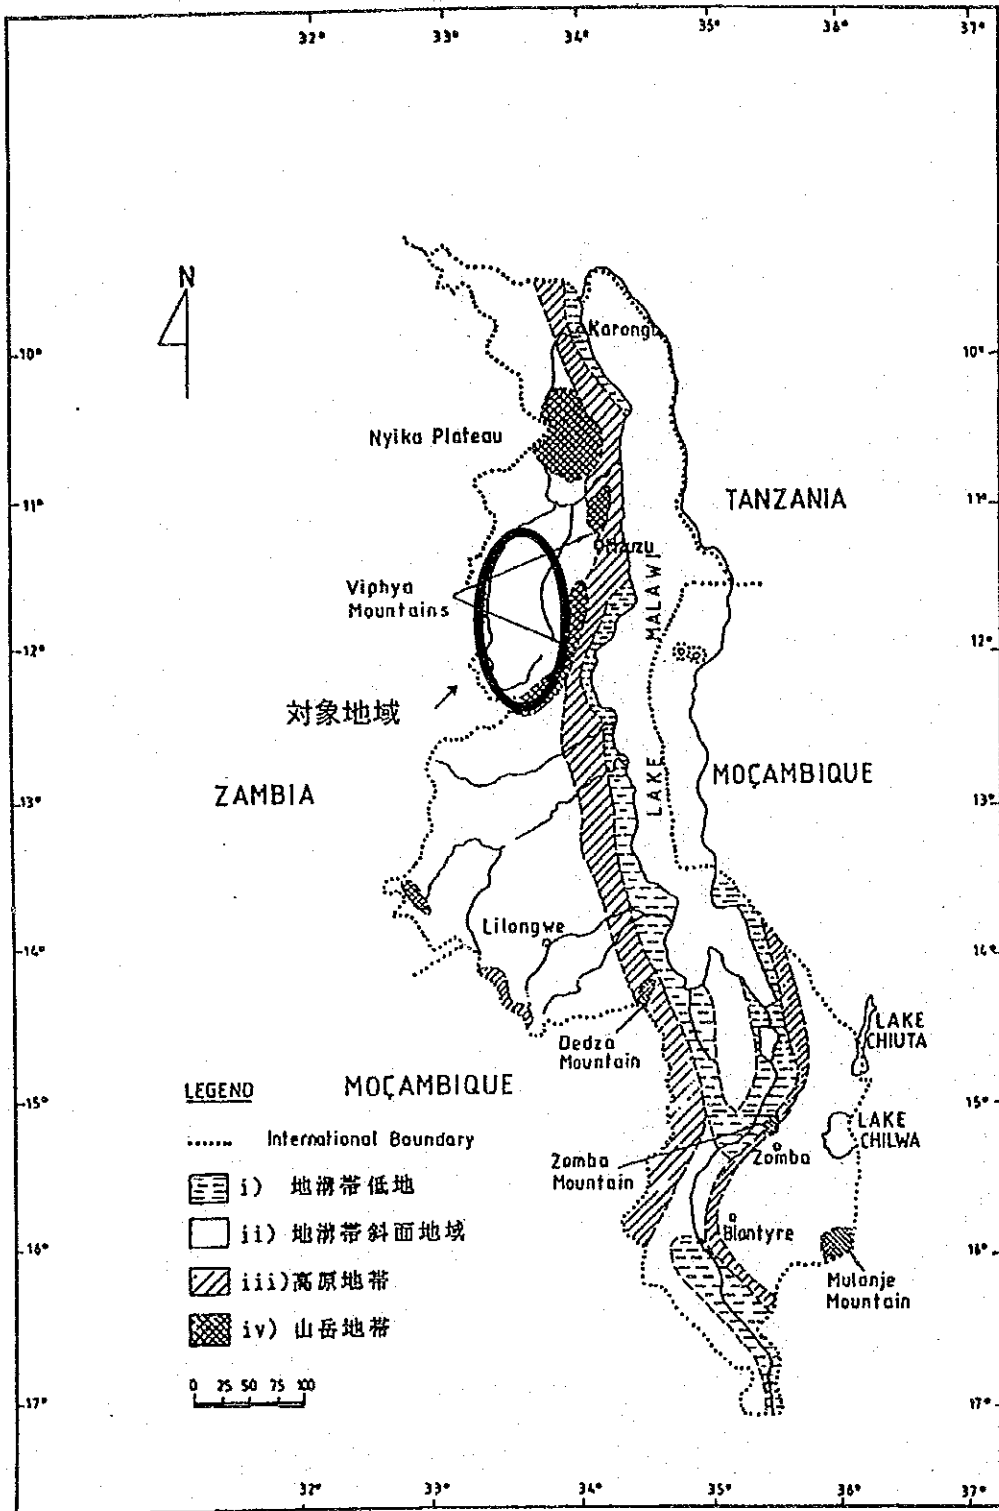 32° 33° 34° 35° 36° 37°
N
Karonga
10° 10°
Nyika Plateau
11° 11°
TANZANIA
Viphya
Mountains
LAKE MALAWI
12° 12°
対象地域
ZAMBIA
MOÇAMBIQUE
13° 13°
Lilongwe
14° 14°
Dedza
Mountain
LAKE
CHIUTA
LEGEND
MOÇAMBIQUE
15° 15°
International Boundary
LAKE
CHILWA
Zomba
Mountain
Zomba
i) 地溝帯低地
ii) 地溝帯斜面地域
Blantyre
16° 16°
iii)高原地帯
Mulanje
Mountain
iv) 山岳地帯
0 25 50 75 100
17° 17°
32° 33° 34° 35° 36° 37°